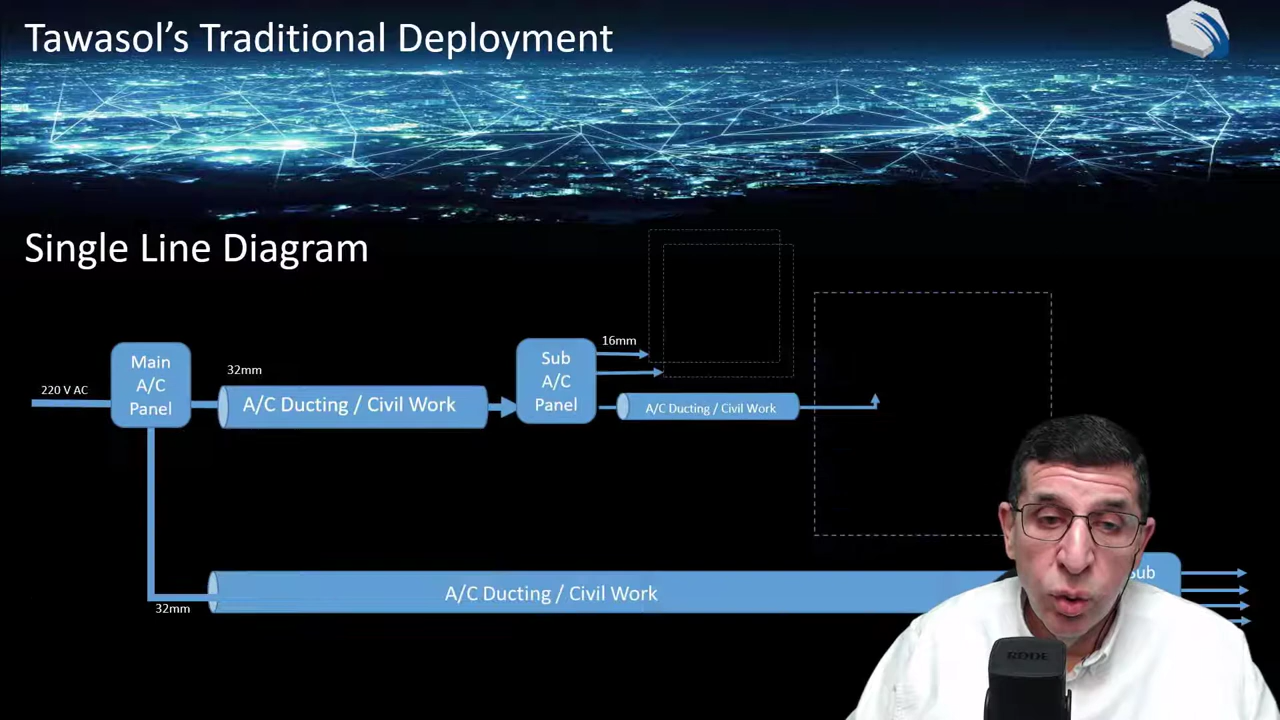 Tawasol’s Traditional Deployment
Single Line Diagram
220 V AC
Main
A/C
Panel
32mm
A/C Ducting / Civil Work
Sub
A/C
Panel
16mm
A/C Ducting / Civil Work
32mm
A/C Ducting / Civil Work
Sub
RODE